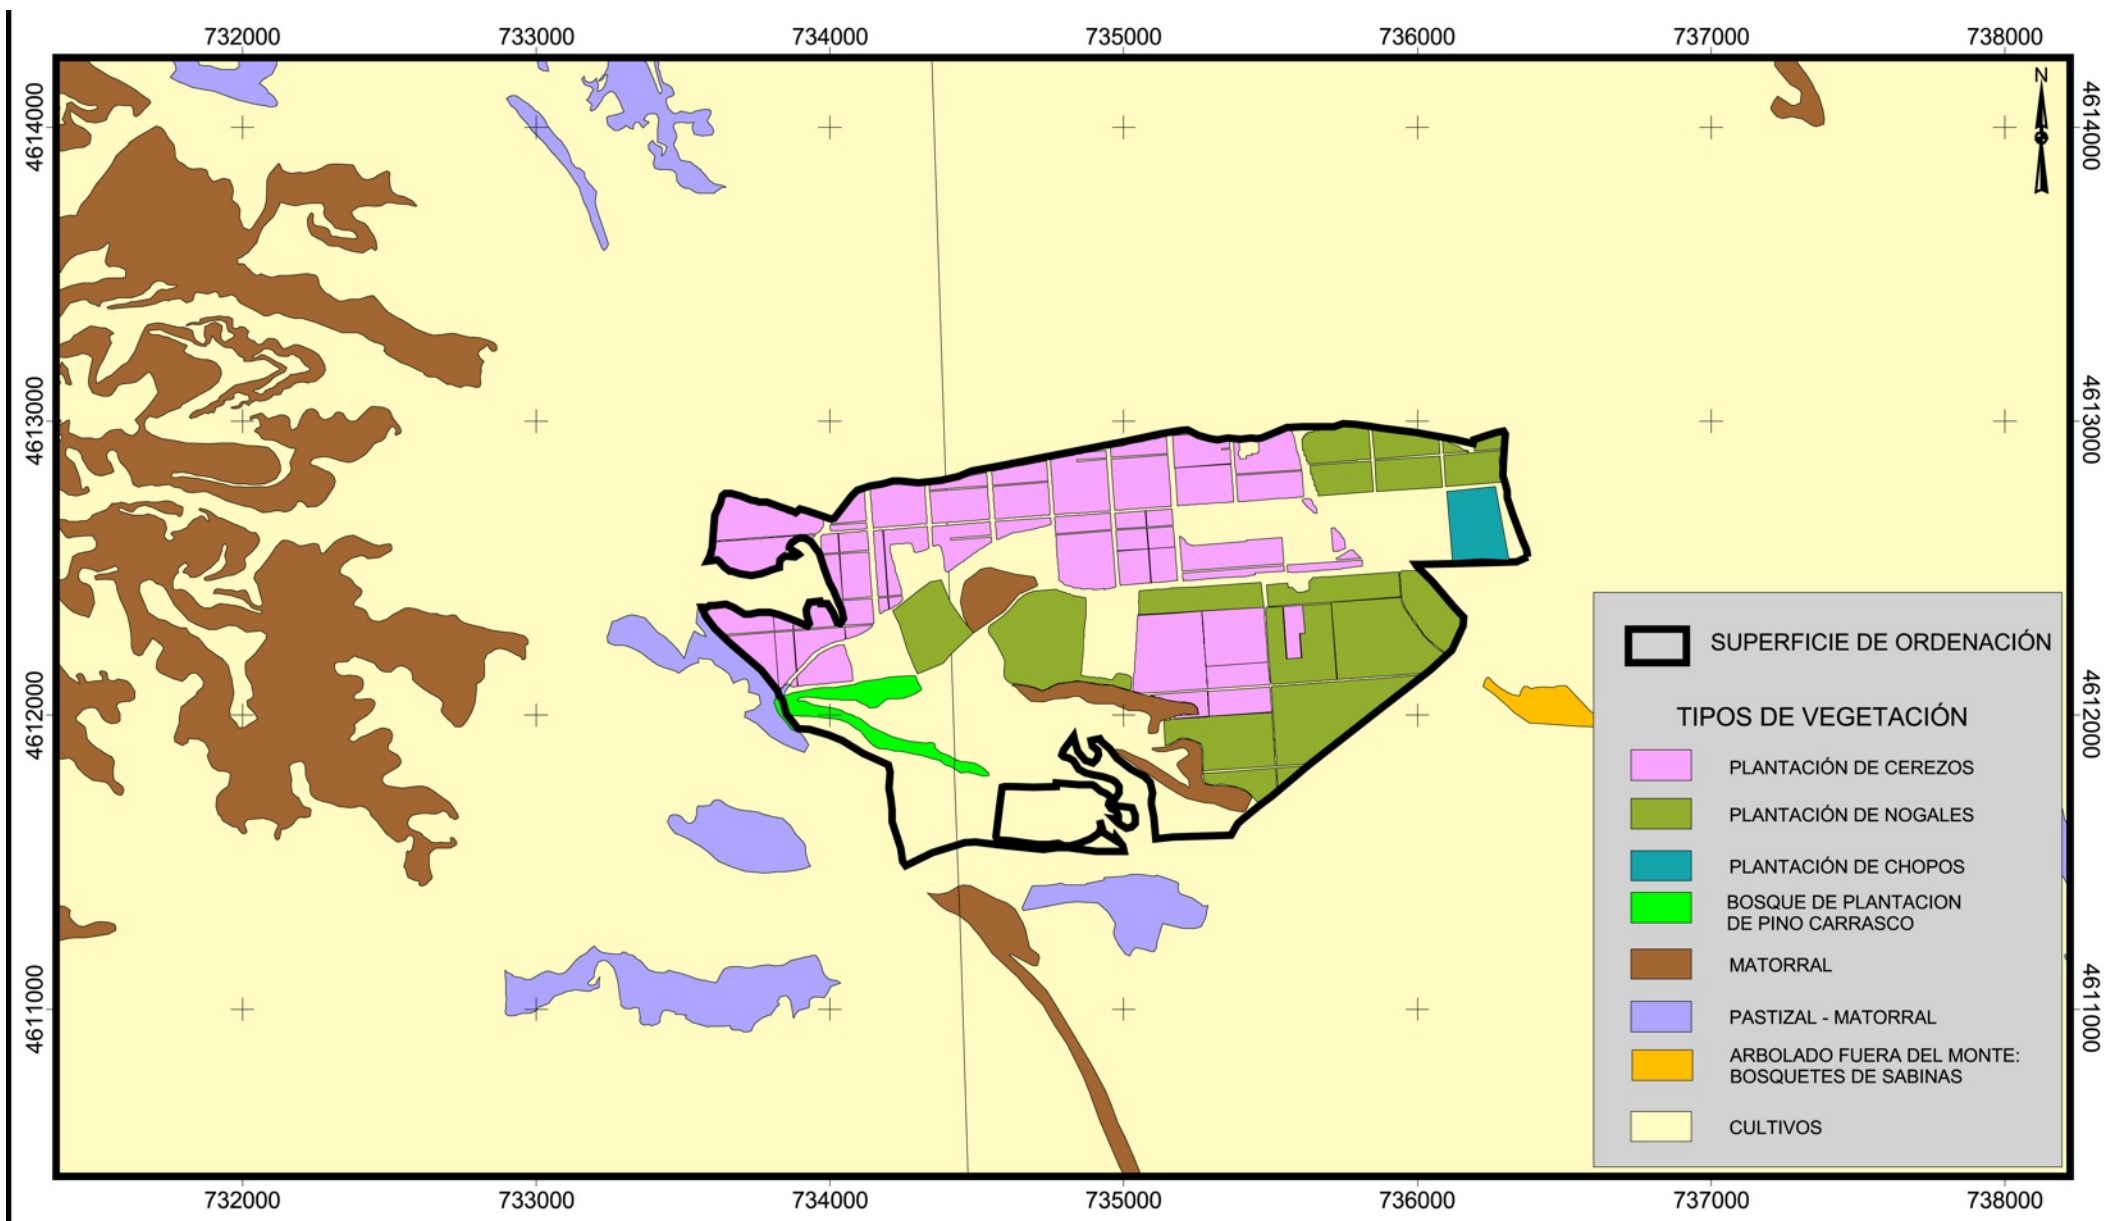 732000 733000 734000 735000 736000 737000 738000
N
4614000 4614000
4613000 4613000
4612000 4612000
4611000 4611000
SUPERFICIE DE ORDENACIÓN
TIPOS DE VEGETACIÓN
PLANTACIÓN DE CEREZOS
PLANTACIÓN DE NOGALES
PLANTACIÓN DE CHOPOS
BOSQUE DE PLANTACION
DE PINO CARRASCO
MATORRAL
PASTIZAL - MATORRAL
ARBOLADO FUERA DEL MONTE:
BOSQUETES DE SABINAS
CULTIVOS
732000 733000 734000 735000 736000 737000 738000